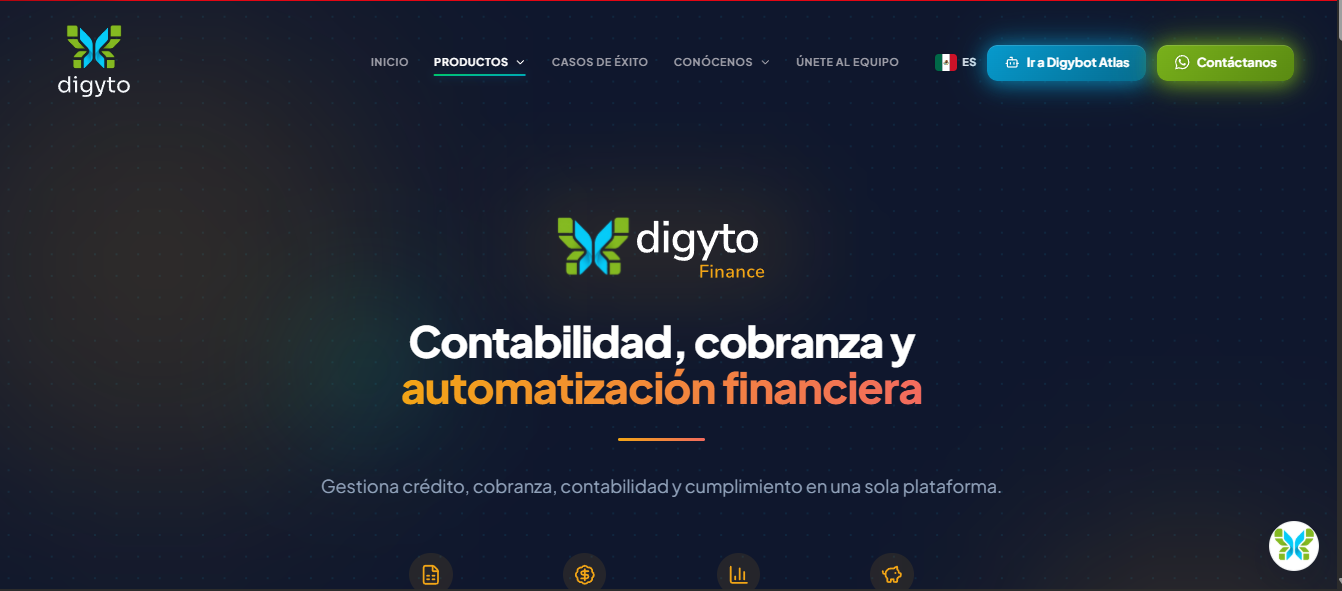 digyto
INICIO
PRODUCTOS
CASOS DE ÉXITO
CONÓCENOS
ÚNETE AL EQUIPO
ES
Ir a Digybot Atlas
Contáctanos
digyto
Finance
Contabilidad, cobranza y
automatización financiera
Gestiona crédito, cobranza, contabilidad y cumplimiento en una sola plataforma.